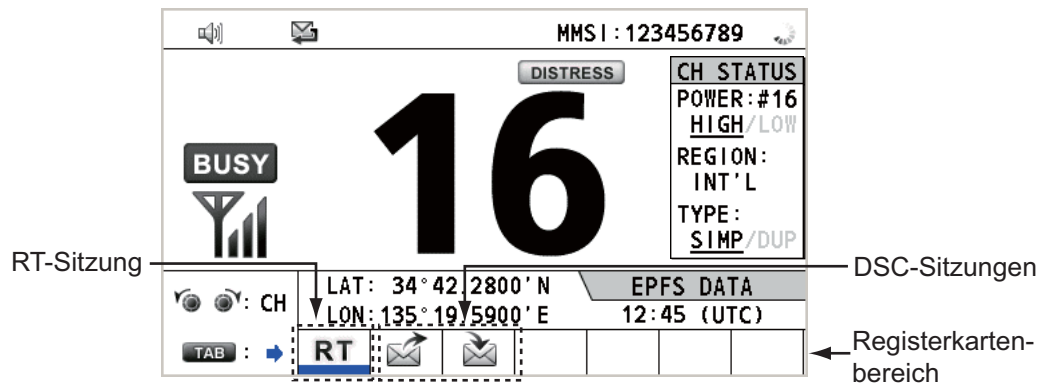 MMSI:123456789
DISTRESS
CH STATUS
16
POWER:#16
HIGH/LOW
BUSY
REGION:
INT'L
TYPE:
SIMP/DUP
RT-Sitzung
DSC-Sitzungen
LAT: 34°42.2800'N
EPFS DATA
: CH
LON:135°19.5900'E
12:45 (UTC)
TAB :
RT
Registerkarten-
bereich